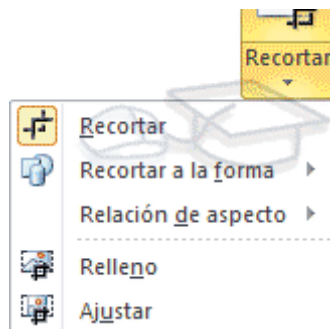 Recortar
Recortar
Recortar a la forma
Relación de aspecto
Relleno
Ajustar